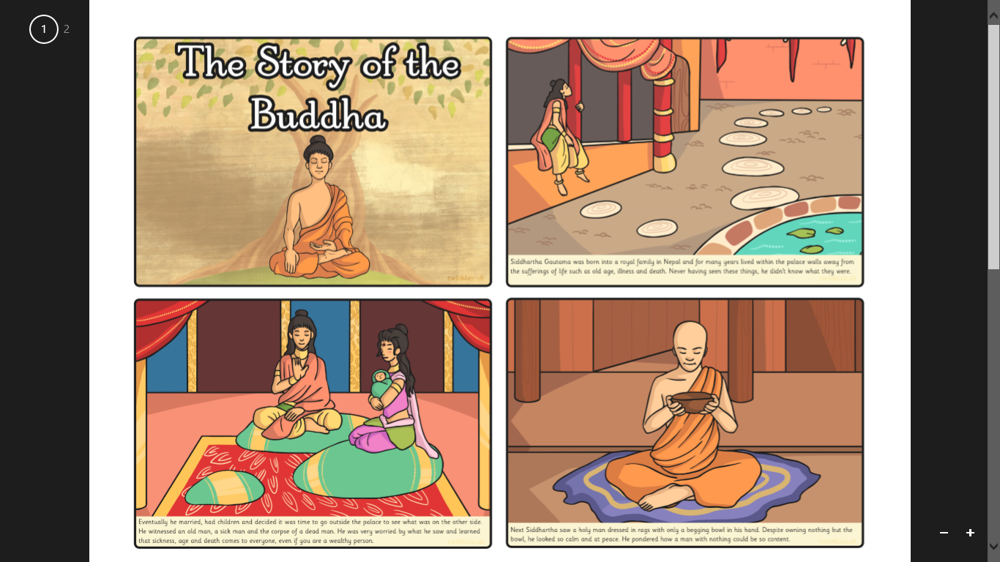 1
2
The Story of the
Buddha
Siddhartha Gautama was born into a royal family in Nepal and for many years lived within the palace walls away from
the sufferings of life such as old age, illness and death. Never having seen these things, he didn't know what they were.
Eventually he married, had children and decided it was time to go outside the palace to see what was on the other side.
He witnessed an old man, a sick man and the corpse of a dead man. He was very worried by what he saw and learned
that sickness, age and death comes to everyone, even if you are a wealthy person.
Next Siddhartha saw a holy man dressed in rags with only a begging bowl in his hand. Despite owning nothing but the
bowl, he looked so calm and at peace. He pondered how a man with nothing could be so content.